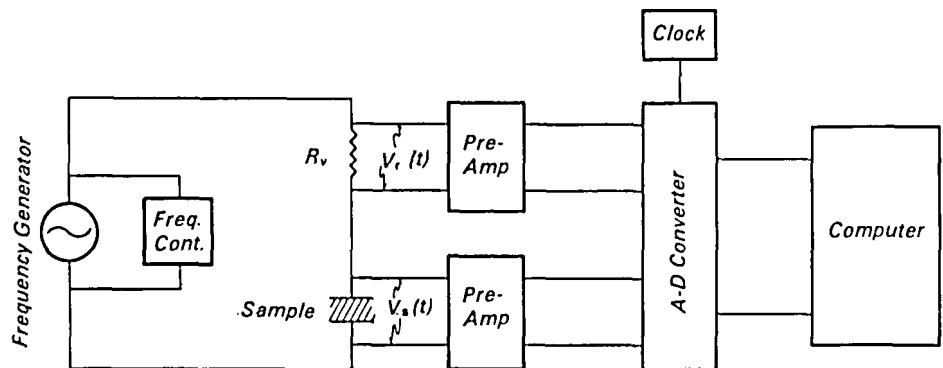 Clock
Frequency Generator
Freq.
Cont.
R_v
V_r (t)
Pre-
Amp
Sample
V_s (t)
Pre-
Amp
A-D Converter
Computer